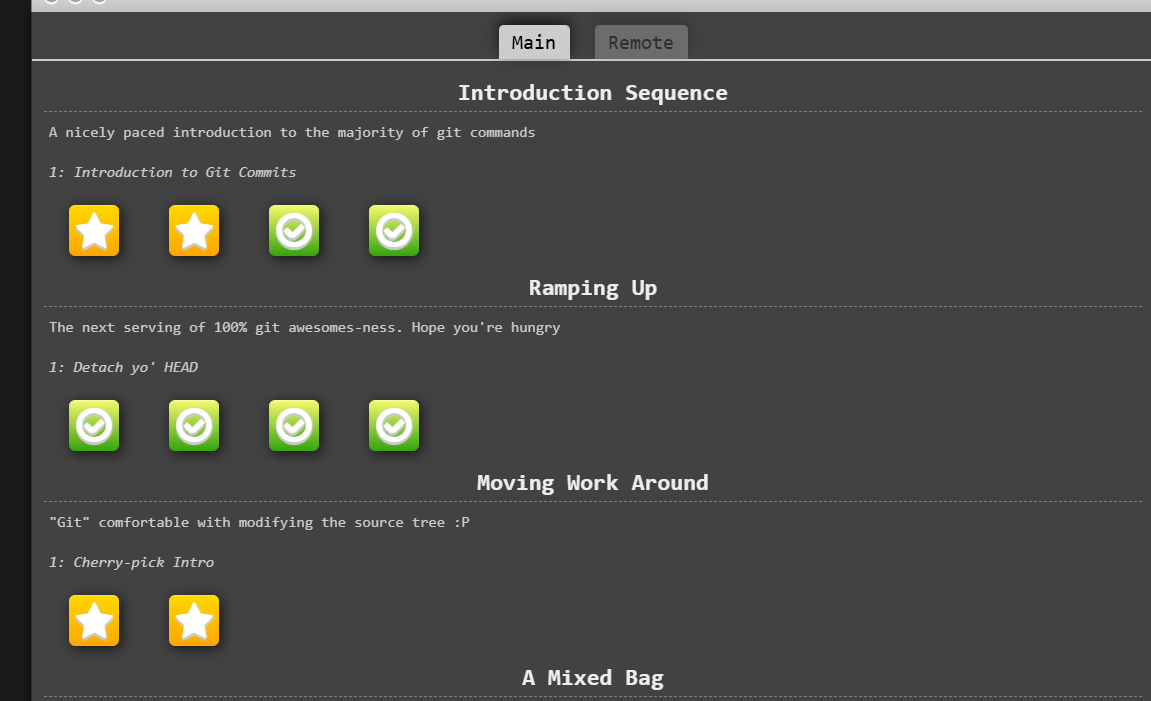 Main
Remote
Introduction Sequence
A nicely paced introduction to the majority of git commands
1: Introduction to Git Commits
Ramping Up
The next serving of 100% git awesomes-ness. Hope you're hungry
1: Detach yo' HEAD
Moving Work Around
"Git" comfortable with modifying the source tree :P
1: Cherry-pick Intro
A Mixed Bag